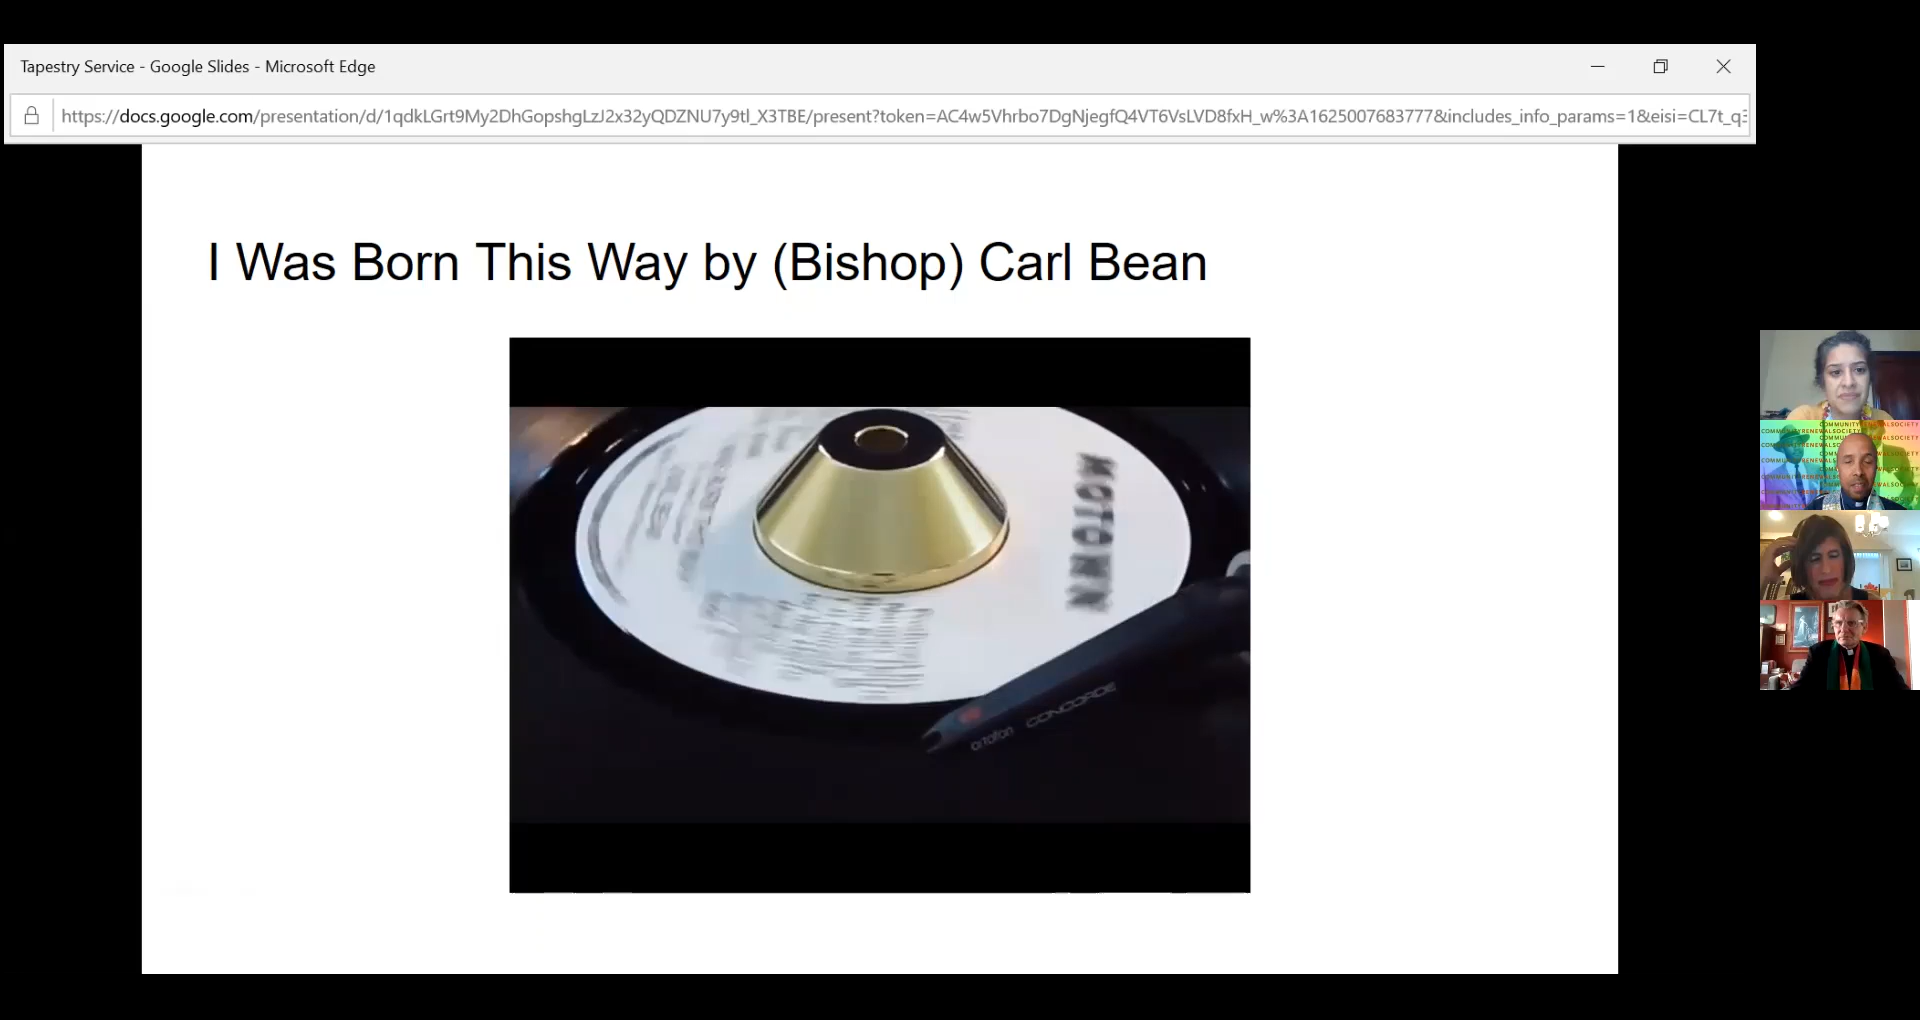 Tapestry Service - Google Slides - Microsoft Edge
https://docs.google.com/presentation/d/1qdkLGrt9My2DhGopshgLzJ2x32yQDZNU7y9tl_X3TBE/present?token=AC4w5Vhrbo7DgNjegfQ4VT6VsLVD8fxH_w%3A1625007683777&includes_info_params=1&eisi=CL7t_q
I Was Born This Way by (Bishop) Carl Bean
MOTOWN
ortofon CONCORDE
COMMUNITYRENEWALSOCIETY